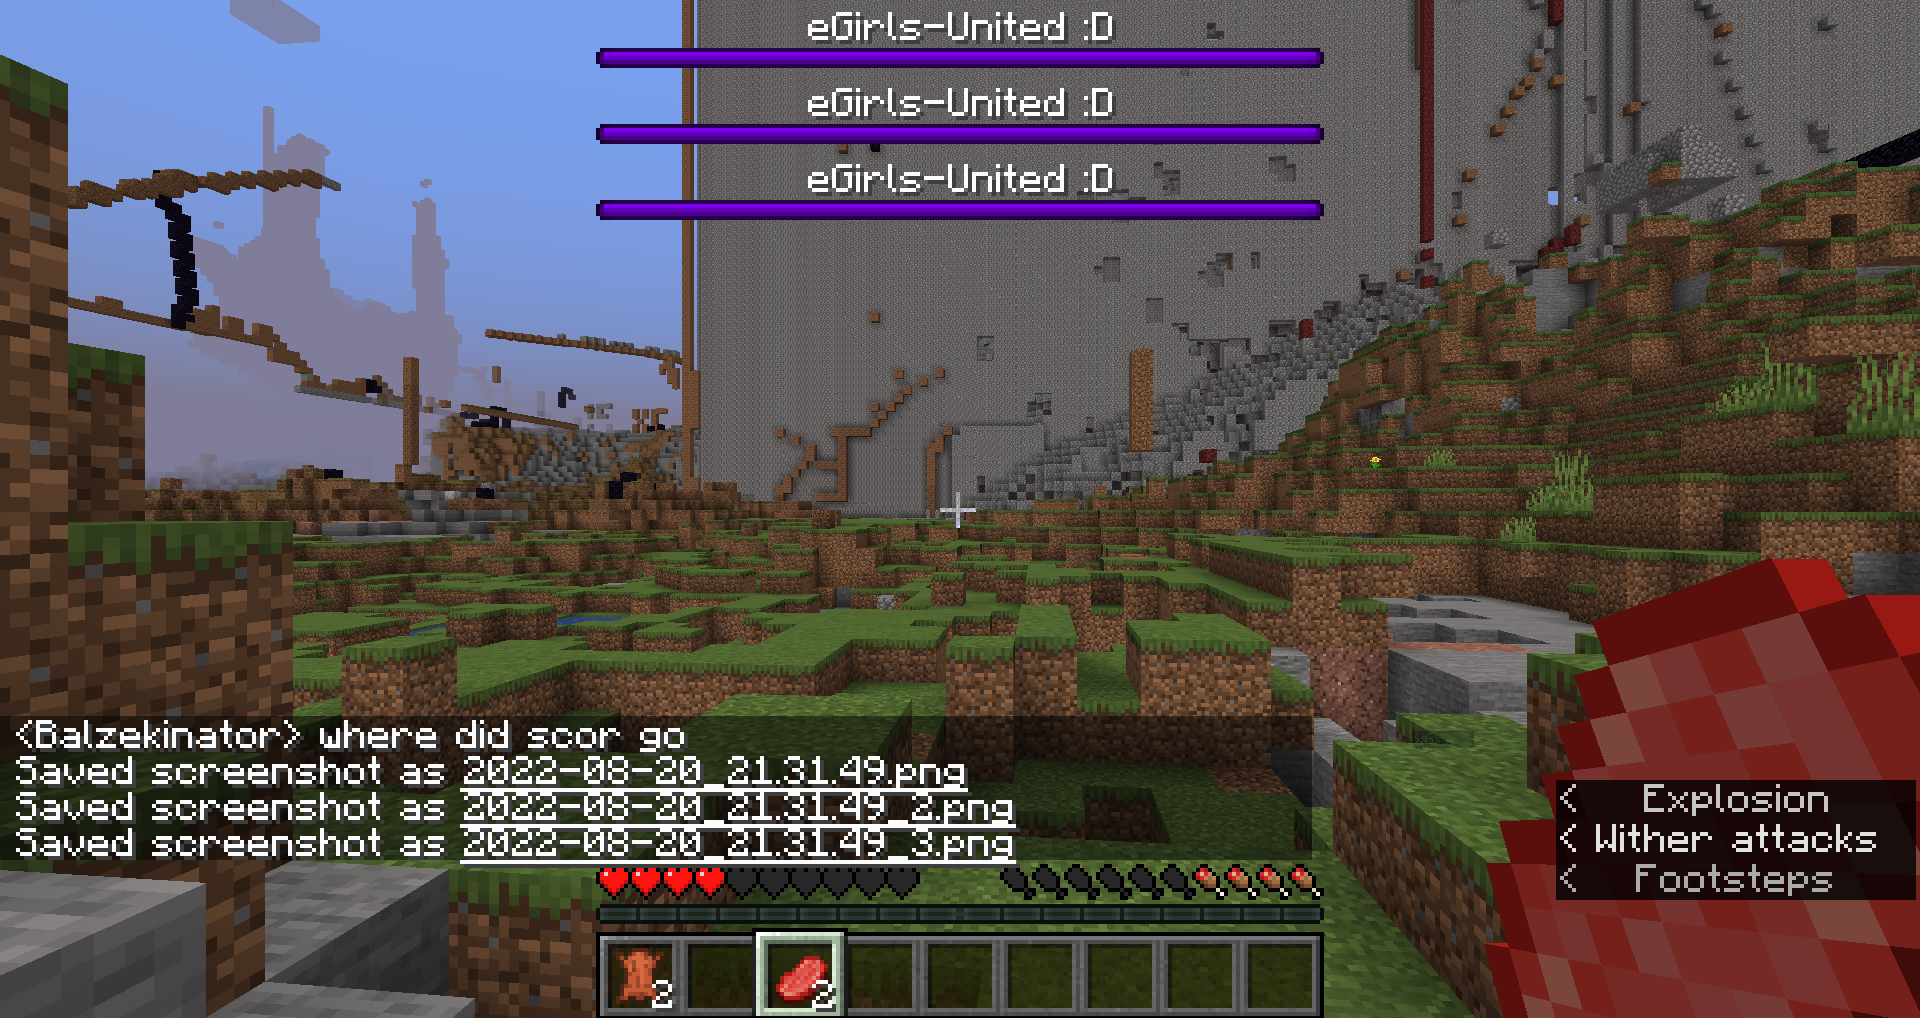 eGirls-United :D
eGirls-United :D
eGirls-United :D
<Balzekinator> where did scor go
Saved screenshot as 2022-08-20_21.31.49.png
Saved screenshot as 2022-08-20_21.31.49_2.png
Saved screenshot as 2022-08-20_21.31.49_3.png
< Explosion
< Wither attacks
< Footsteps
2
2